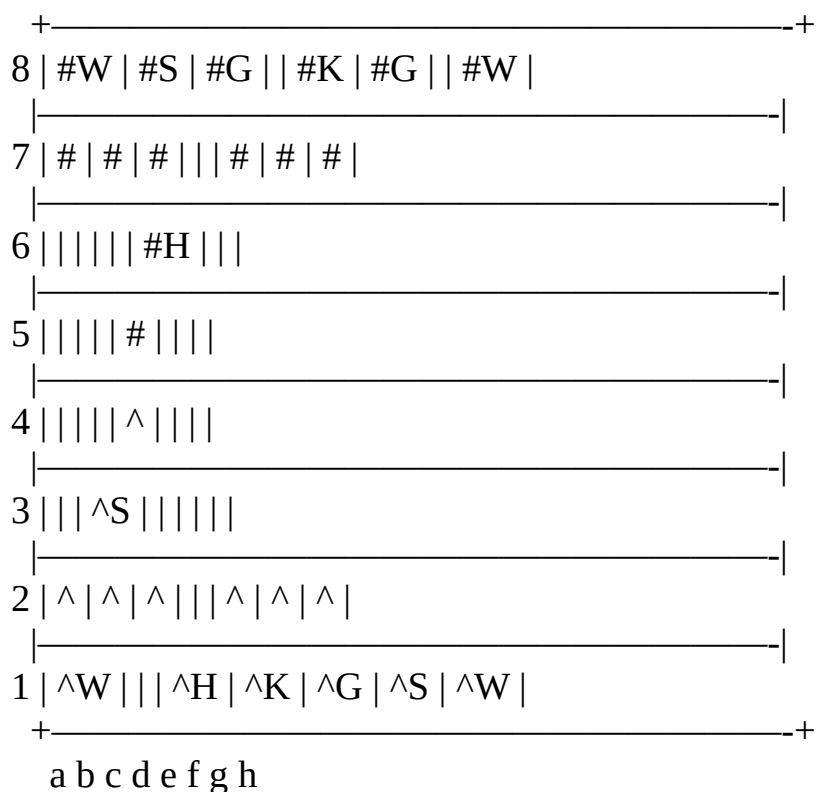 +———————————————————-+
8 | #W | #S | #G | | #K | #G | | #W |
|———————————————————-|
7 | # | # | # | | | # | # | # |
|———————————————————-|
6 | | | | | | #H | | |
|———————————————————-|
5 | | | | | # | | | |
|———————————————————-|
4 | | | | | ^ | | | |
|———————————————————-|
3 | | | ^S | | | | | |
|———————————————————-|
2 | ^ | ^ | ^ | | | ^ | ^ | ^ |
|———————————————————-|
1 | ^W | | | ^H | ^K | ^G | ^S | ^W |
+———————————————————-+
a b c d e f g h